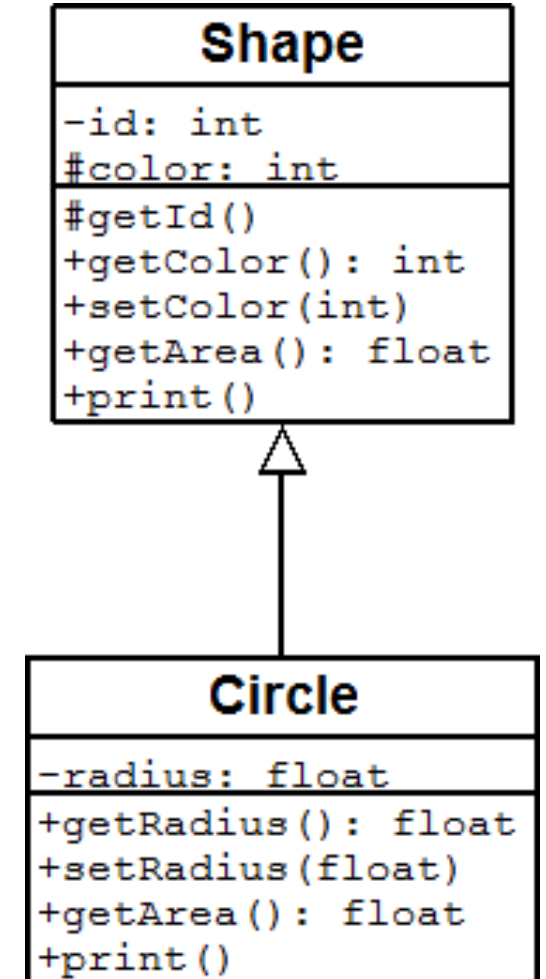 Shape
-id: int
#color: int
#getId()
+getColor(): int
+setColor(int)
+getArea(): float
+print()
Circle
-radius: float
+getRadius(): float
+setRadius(float)
+getArea(): float
+print()